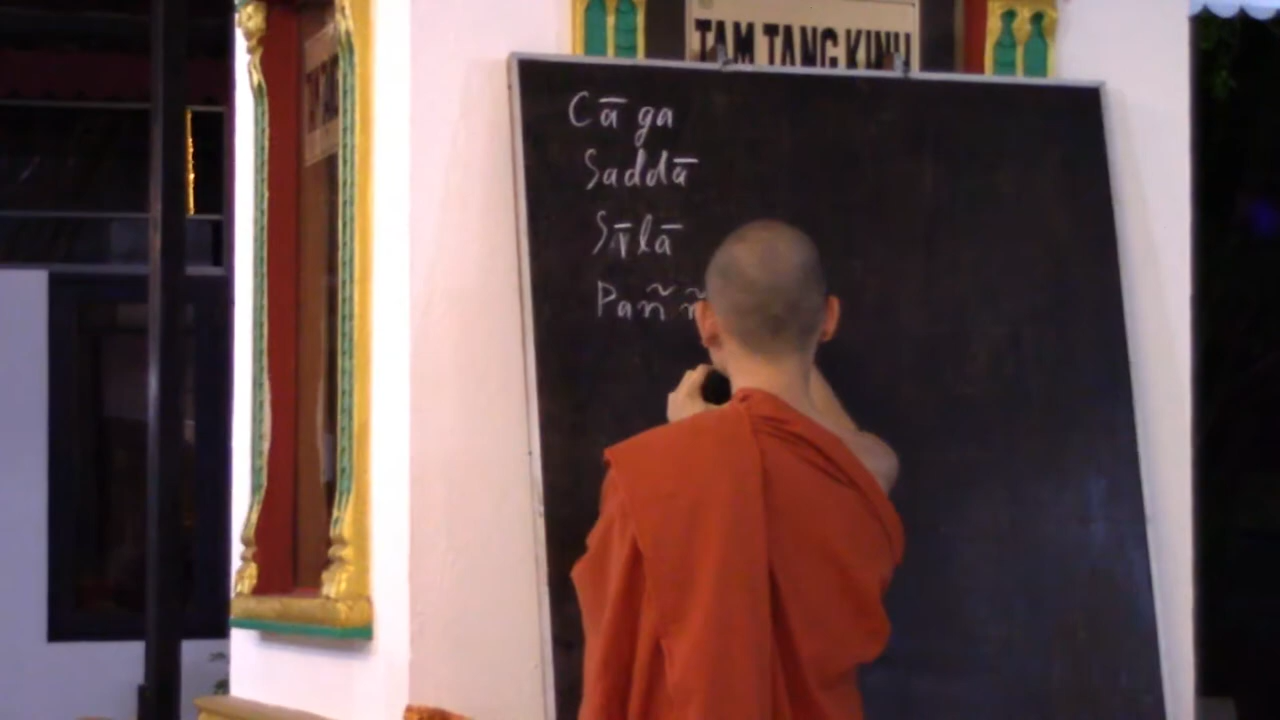 TAM TANG KINH
Cāga
Saddā
Sīlā
Pañ ñ